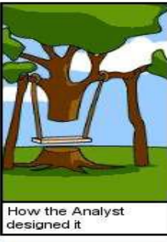 How the Analyst
designed it